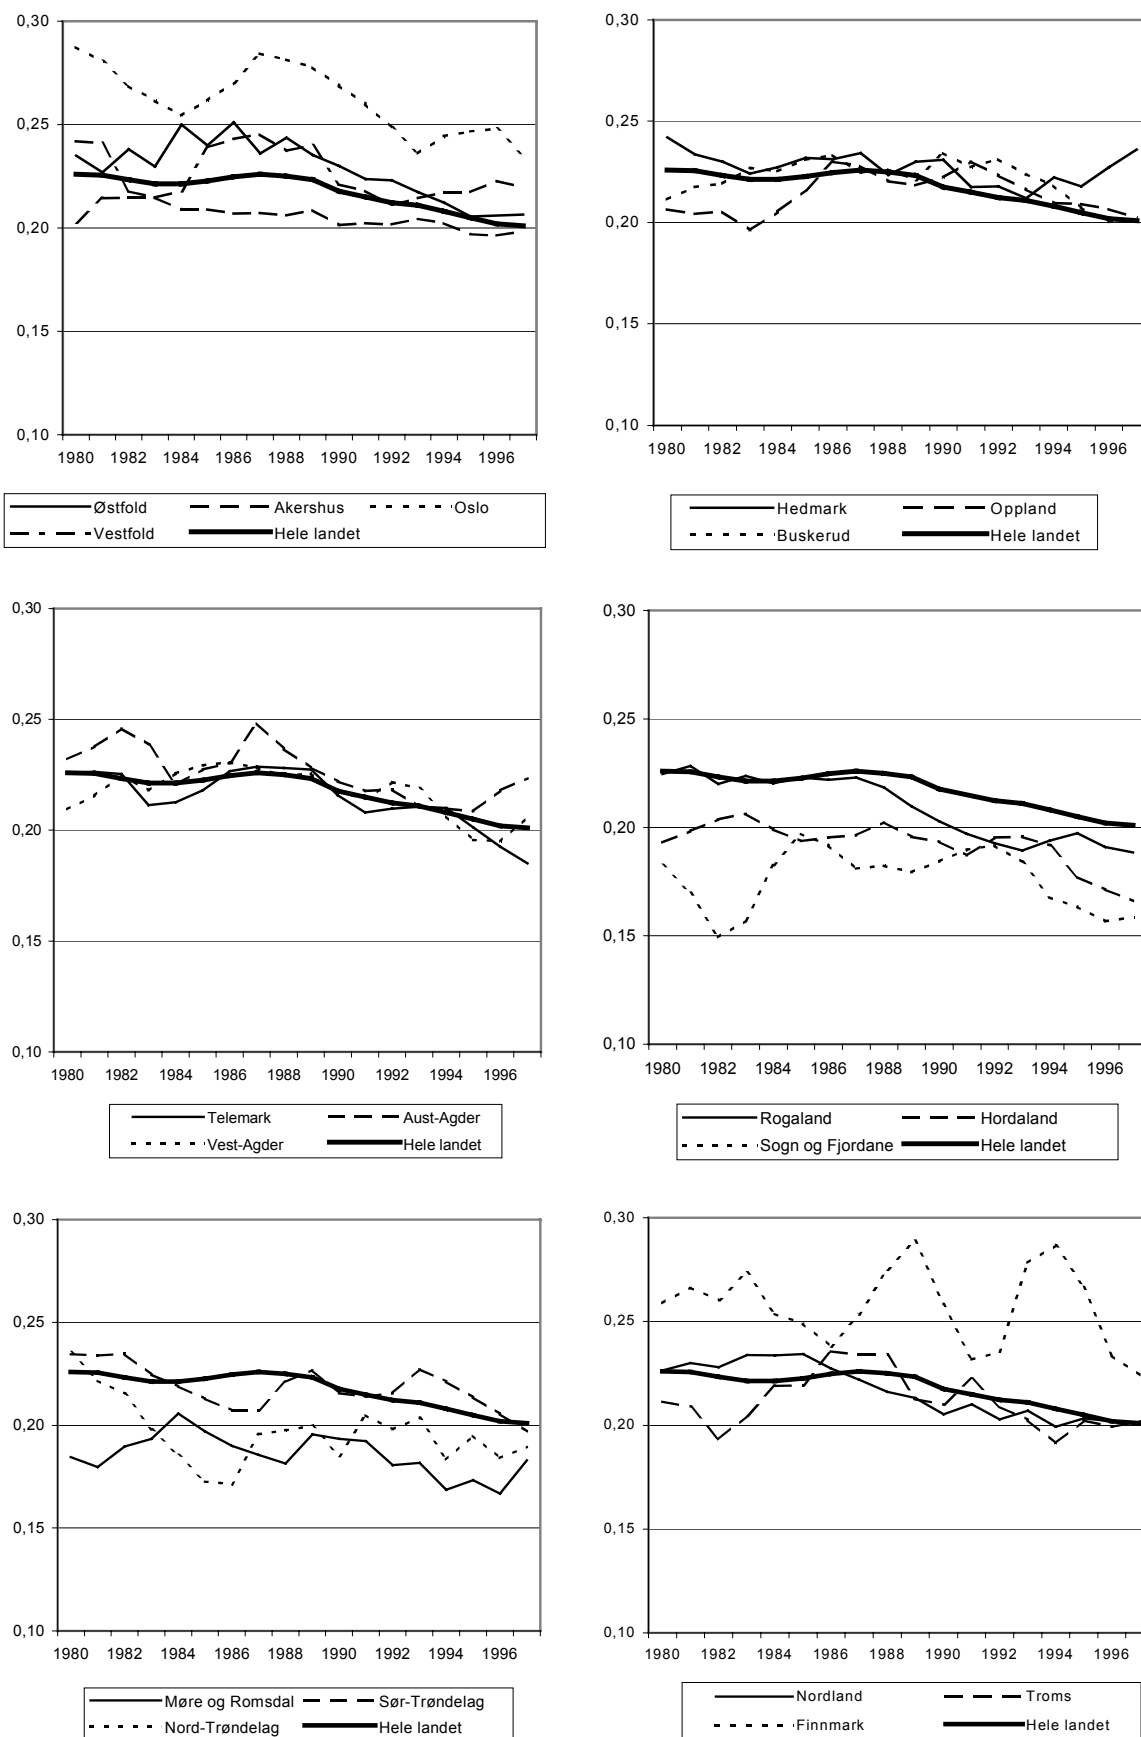 0,30
0,25
0,20
0,15
0,10
1980 1982 1984 1986 1988 1990 1992 1994 1996
Østfold Akershus Oslo
Vestfold Hele landet
0,30
0,25
0,20
0,15
0,10
1980 1982 1984 1986 1988 1990 1992 1994 1996
Hedmark Oppland
Buskerud Hele landet
0,30
0,25
0,20
0,15
0,10
1980 1982 1984 1986 1988 1990 1992 1994 1996
Telemark Aust-Agder
Vest-Agder Hele landet
0,30
0,25
0,20
0,15
0,10
1980 1982 1984 1986 1988 1990 1992 1994 1996
Rogaland Hordaland
Sogn og Fjordane Hele landet
0,30
0,25
0,20
0,15
0,10
1980 1982 1984 1986 1988 1990 1992 1994 1996
Møre og Romsdal Sør-Trøndelag
Nord-Trøndelag Hele landet
0,30
0,25
0,20
0,15
0,10
1980 1982 1984 1986 1988 1990 1992 1994 1996
Nordland Troms
Finnmark Hele landet